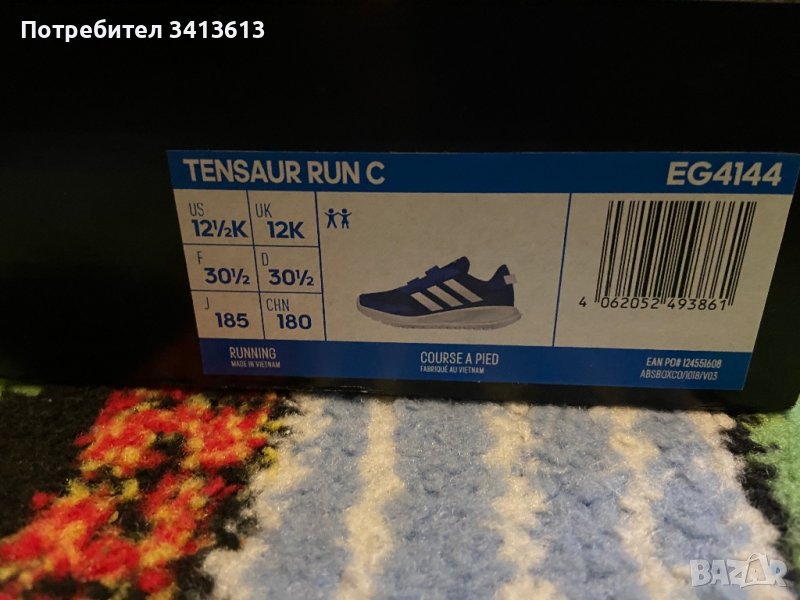 Потребител 3413613
TENSAUR RUN C
EG4144
US
12½K
UK
12K
F
30½
D
30½
J
185
CHN
180
4 062052 493861
RUNNING
MADE IN VIETNAM
COURSE A PIED
FABRIQUÉ AU VIETNAM
EAN PO# 124551608
ABSBOXCO/1018/V03
BAZAR